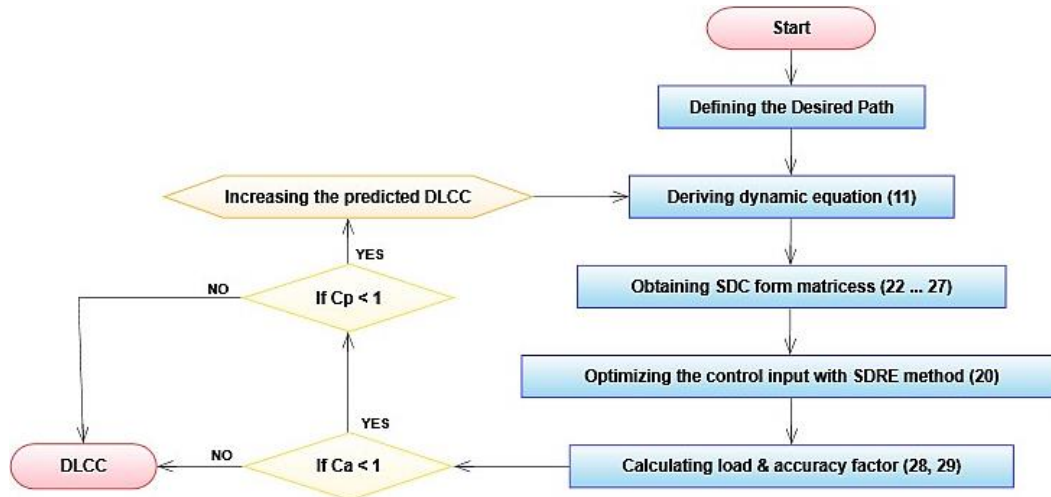 Start
Defining the Desired Path
Increasing the predicted DLCC
Deriving dynamic equation (11)
YES
NO
If Cp < 1
Obtaining SDC form matricess (22 ... 27)
Optimizing the control input with SDRE method (20)
YES
NO
DLCC
If Ca < 1
Calculating load & accuracy factor (28, 29)